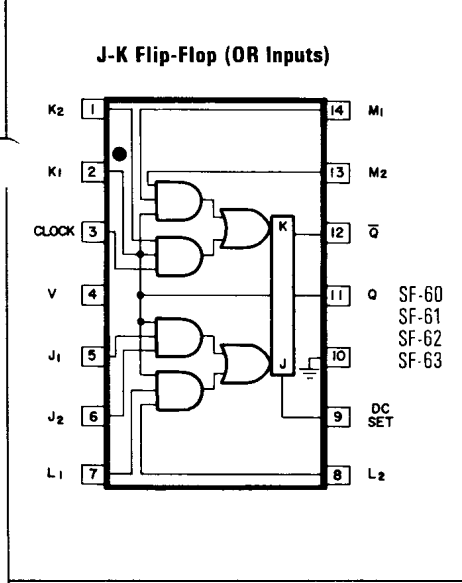 J-K Flip-Flop (OR Inputs)
K2 1 14 M1
K1 2 13 M2
CLOCK 3 K 12 Q̅
V 4 11 Q SF-60
SF-61
J1 5 10 SF-62
J SF-63
J2 6 9 DC SET
L1 7 8 L2